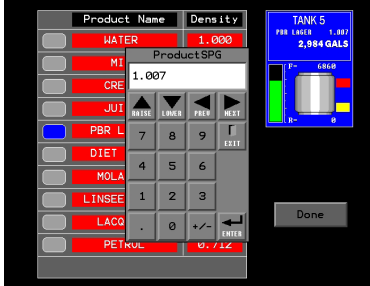 Product Name Density
WATER 1.000
MI
CRE
JUI
PBR L
DIET
MOLA
LINSEE
LACQ
PETROL 0.712
ProductSPG
1.007
RAISE LOWER PREV NEXT
7 8 9 EXIT
4 5 6
1 2 3
. 0 +/- ENTER
TANK 5
PBR LAGER 1.007
2,984 GALS
F- 6860
R- 0
Done